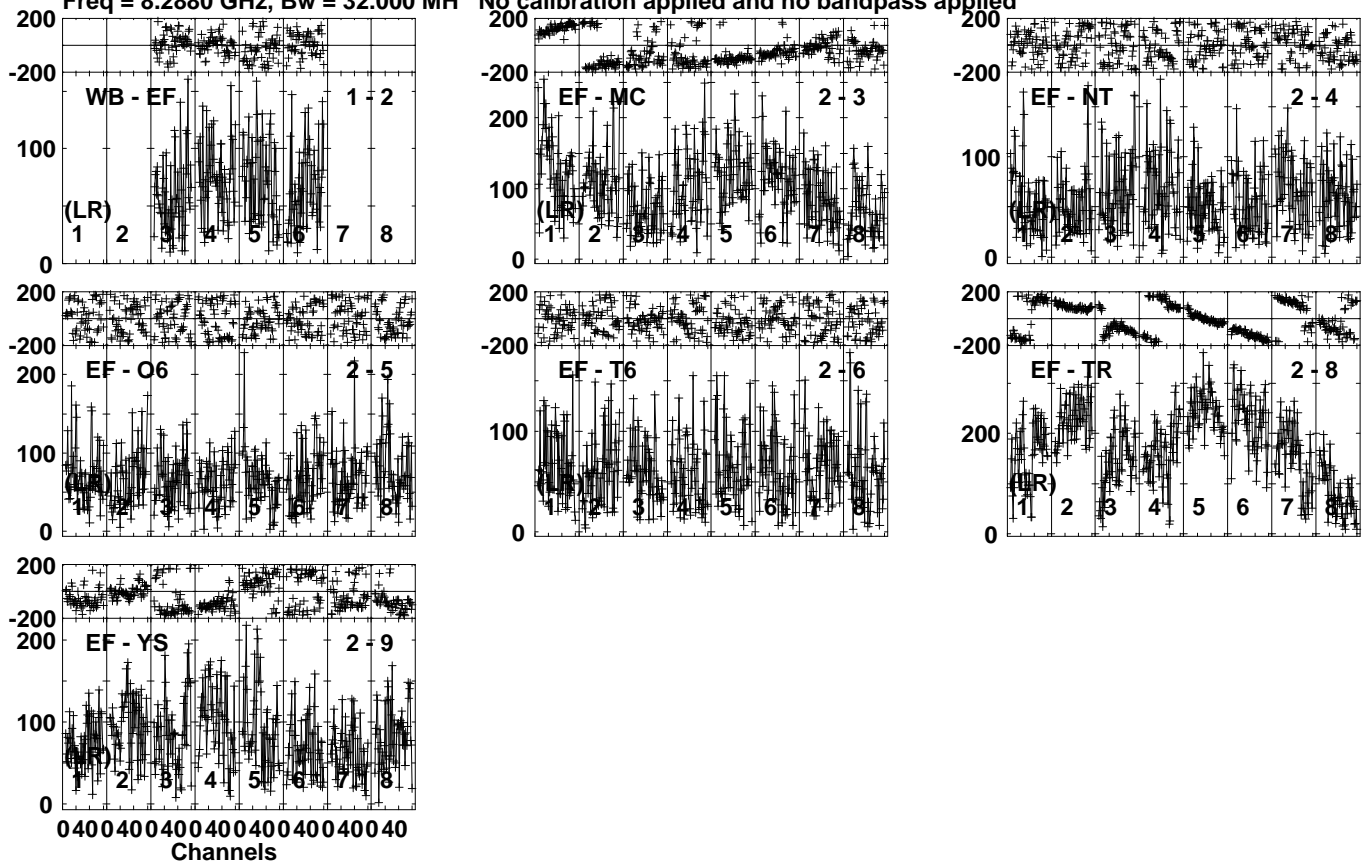 Freq = 8.2880 GHz, Bw = 32.000 MH No calibration applied and no bandpass applied
200
-200
WB - EF 1 - 2
100
(LR)
1 2 3 4 5 6 7 8
0
200
-200
EF - MC 2 - 3
200
100
(LR)
1 2 3 4 5 6 7 8
0
200
-200
EF - NT 2 - 4
100
(LR)
1 2 3 4 5 6 7 8
0
200
-200
EF - O6 2 - 5
200
100
(LR)
1 2 3 4 5 6 7 8
0
200
-200
EF - T6 2 - 6
100
(LR)
1 2 3 4 5 6 7 8
0
200
-200
EF - TR 2 - 8
200
(LR)
1 2 3 4 5 6 7 8
0
200
-200
EF - YS 2 - 9
200
100
(LR)
1 2 3 4 5 6 7 8
0
0 40 0 40 0 40 0 40 0 40 0 40 0 40 0 40
Channels